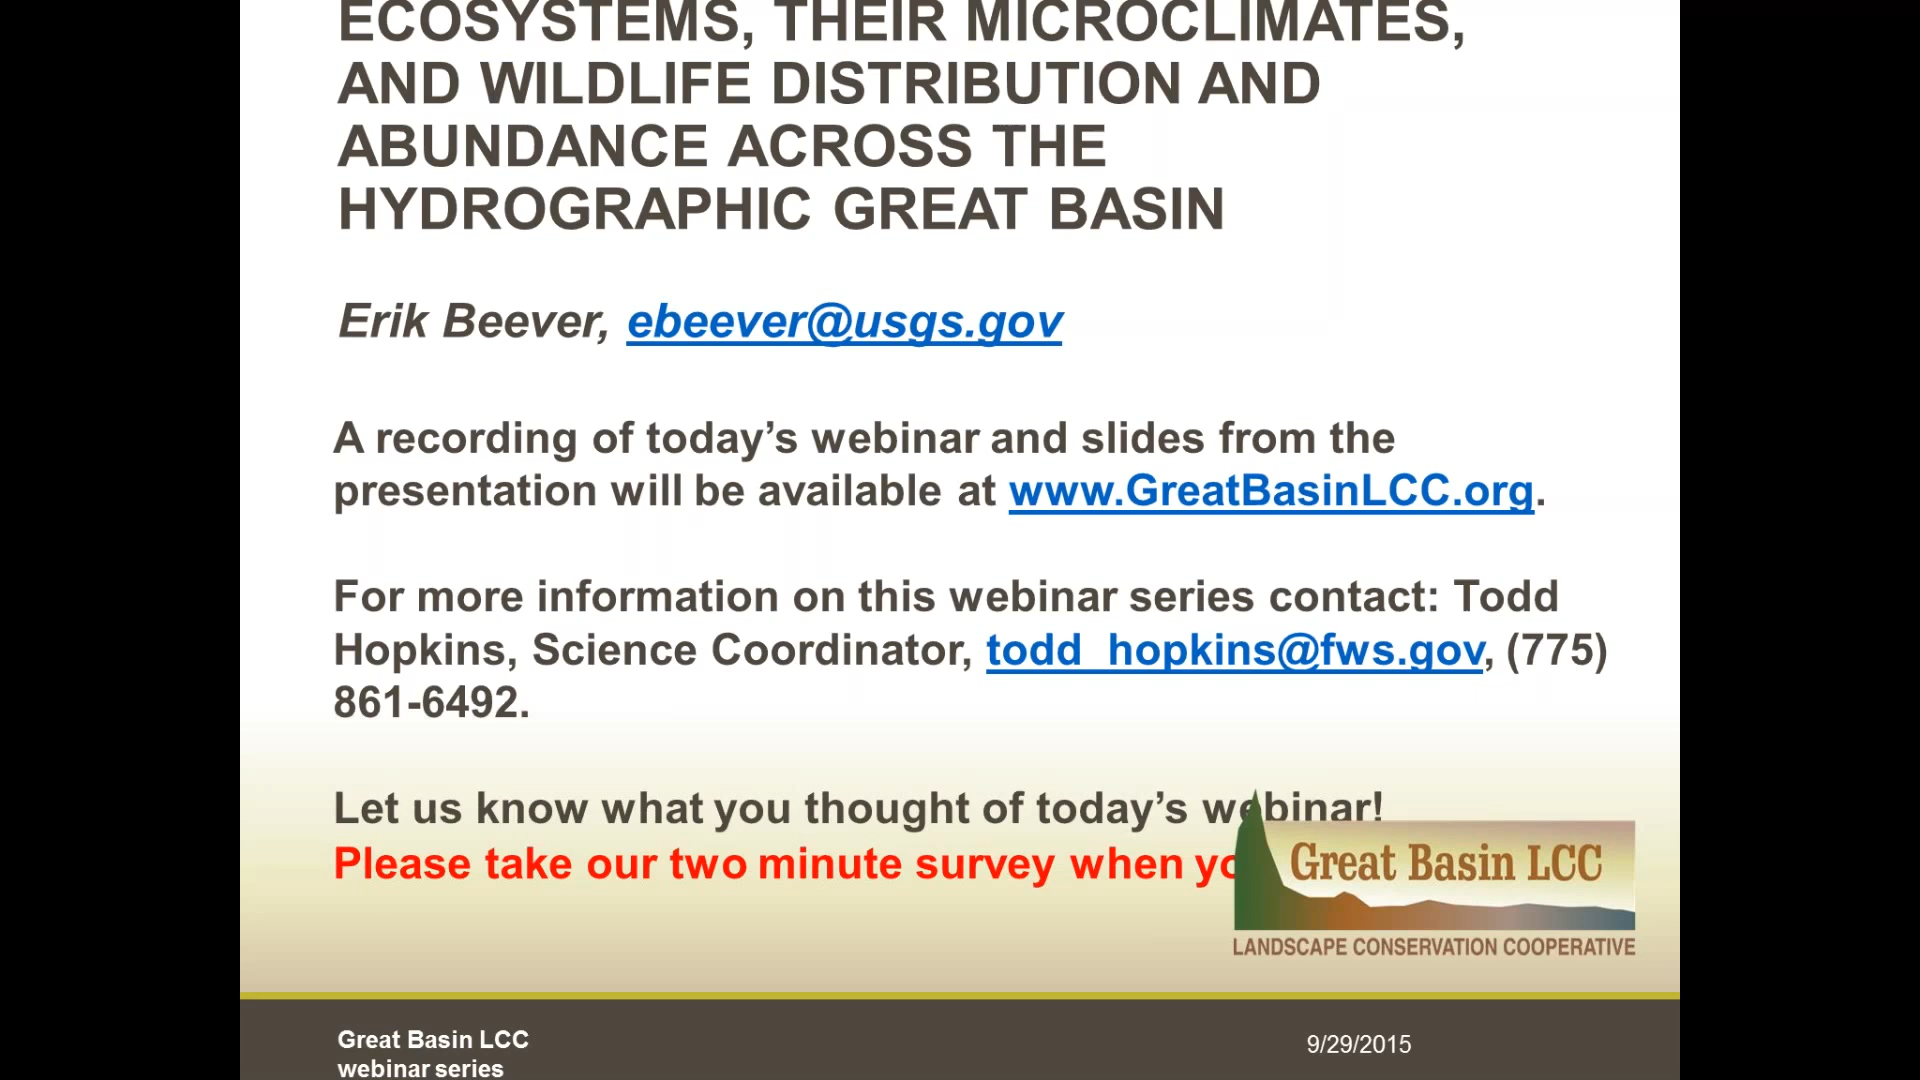 ECOSYSTEMS, THEIR MICROCLIMATES,
AND WILDLIFE DISTRIBUTION AND
ABUNDANCE ACROSS THE
HYDROGRAPHIC GREAT BASIN
Erik Beever, ebeever@usgs.gov
A recording of today’s webinar and slides from the
presentation will be available at www.GreatBasinLCC.org.
For more information on this webinar series contact: Todd
Hopkins, Science Coordinator, todd_hopkins@fws.gov, (775)
861-6492.
Let us know what you thought of today’s webinar!
Please take our two minute survey when
Great Basin LCC
LANDSCAPE CONSERVATION COOPERATIVE
Great Basin LCC
webinar series
9/29/2015